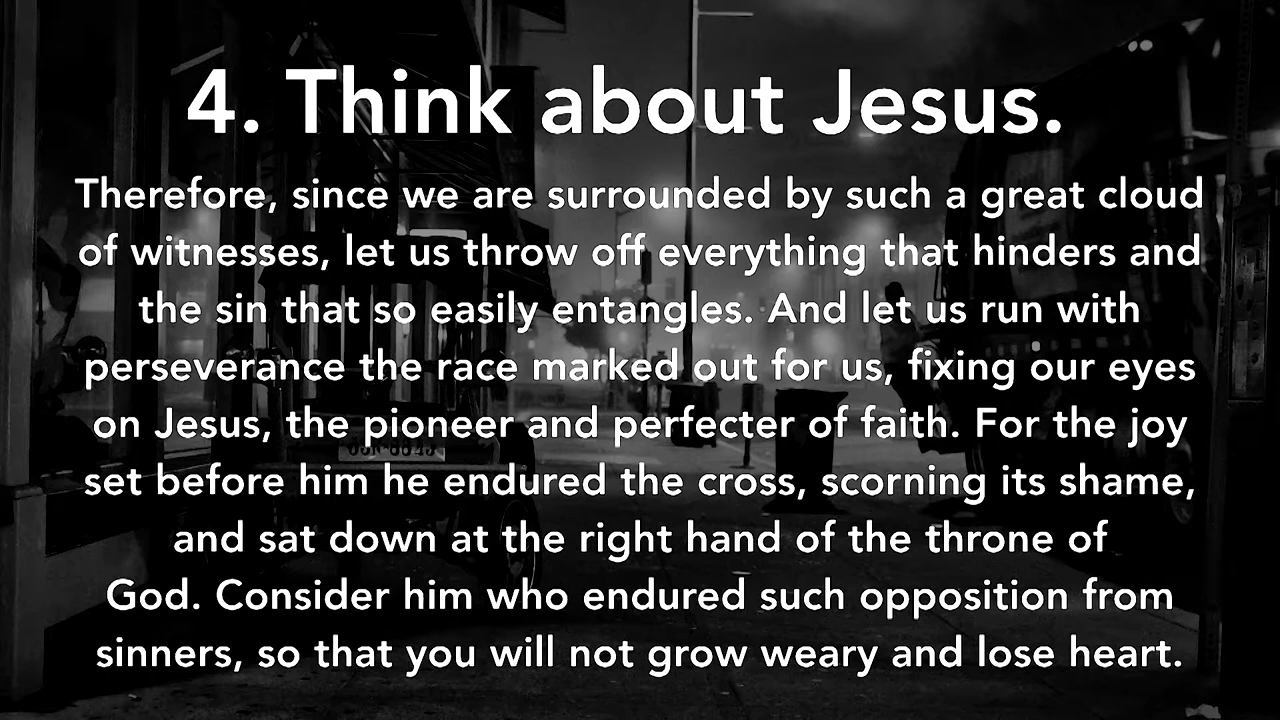 4. Think about Jesus.
Therefore, since we are surrounded by such a great cloud
of witnesses, let us throw off everything that hinders and
the sin that so easily entangles. And let us run with
perseverance the race marked out for us, fixing our eyes
on Jesus, the pioneer and perfecter of faith. For the joy
set before him he endured the cross, scorning its shame,
and sat down at the right hand of the throne of
God. Consider him who endured such opposition from
sinners, so that you will not grow weary and lose heart.